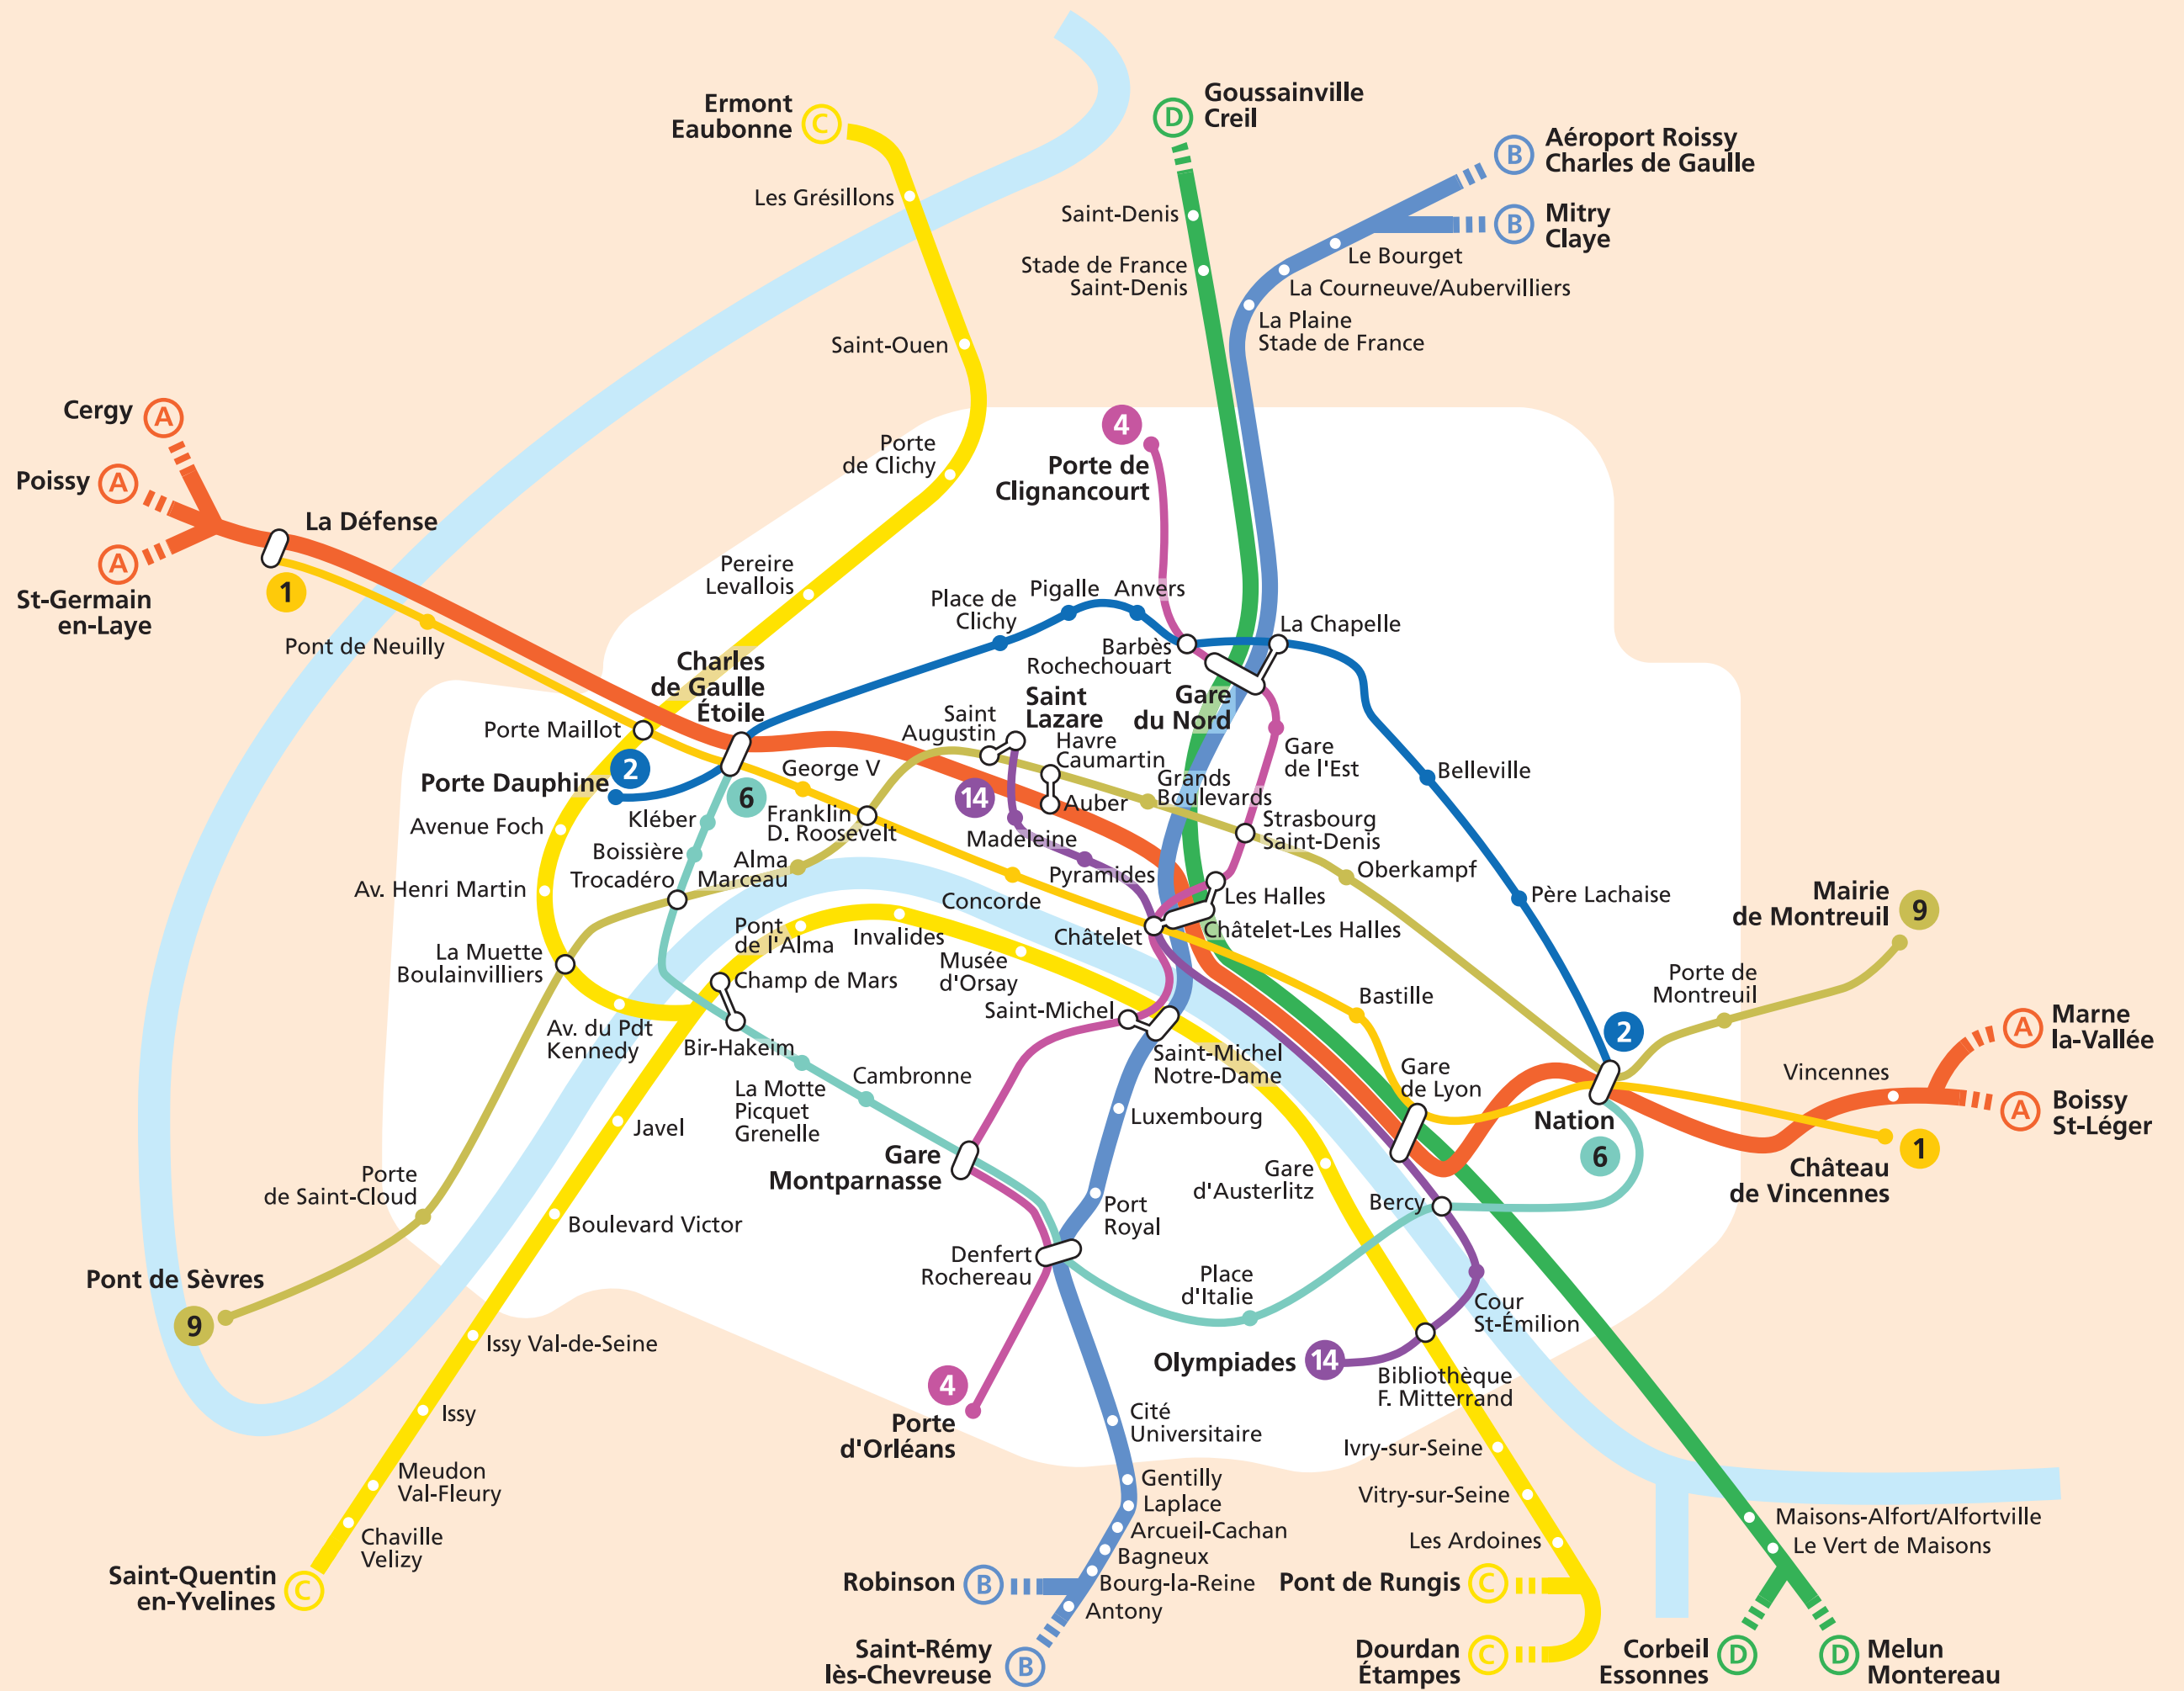 Ermont
Eaubonne
C
D
Goussainville
Creil
B
Aéroport Roissy
Charles de Gaulle
B
Mitry
Claye
Les Grésillons
Saint-Denis
Stade de France
Saint-Denis
Le Bourget
La Courneuve/Aubervilliers
La Plaine
Stade de France
Saint-Ouen
Cergy
A
Poissy
A
St-Germain
en-Laye
A
La Défense
1
Pont de Neuilly
Porte
de Clichy
4
Porte de
Clignancourt
Pereire
Levallois
Place de
Clichy
Pigalle
Anvers
La Chapelle
Barbès
Rochechouart
Charles
de Gaulle
Étoile
Saint
Lazare
Gare
du Nord
Porte Maillot
Saint
Augustin
Havre
Caumartin
Gare
de l'Est
Porte Dauphine
2
6
George V
14
Auber
Grands
Boulevards
Belleville
Avenue Foch
Kléber
Franklin
D. Roosevelt
Madeleine
Strasbourg
Saint-Denis
Boissière
Alma
Marceau
Pyramides
Oberkampf
Av. Henri Martin
Trocadéro
Concorde
Les Halles
Père Lachaise
Mairie
de Montreuil
9
Pont
de l'Alma
Invalides
Châtelet
Châtelet-Les Halles
La Muette
Boulainvilliers
Champ de Mars
Musée
d'Orsay
Porte de
Montreuil
Saint-Michel
Bastille
Av. du Pdt
Kennedy
Bir-Hakeim
Saint-Michel
Notre-Dame
2
A
Marne
la-Vallée
La Motte
Picquet
Grenelle
Cambronne
Gare
de Lyon
Vincennes
A
Boissy
St-Léger
Javel
Luxembourg
Nation
6
1
Château
de Vincennes
Gare
Montparnasse
Gare
d'Austerlitz
Porte
de Saint-Cloud
Boulevard Victor
Port
Royal
Bercy
Pont de Sèvres
9
Denfert
Rochereau
Place
d'Italie
Cour
St-Émilion
Issy Val-de-Seine
Olympiades
14
Bibliothèque
F. Mitterrand
4
Porte
d'Orléans
Issy
Cité
Universitaire
Ivry-sur-Seine
Meudon
Val-Fleury
Gentilly
Vitry-sur-Seine
Laplace
Chaville
Velizy
Arcueil-Cachan
Les Ardoines
Maisons-Alfort/Alfortville
Le Vert de Maisons
Bagneux
Saint-Quentin
en-Yvelines
C
Robinson
B
Bourg-la-Reine
Pont de Rungis
C
Antony
Saint-Rémy
lès-Chevreuse
B
Dourdan
Étampes
C
Corbeil
Essonnes
D
D
Melun
Montereau